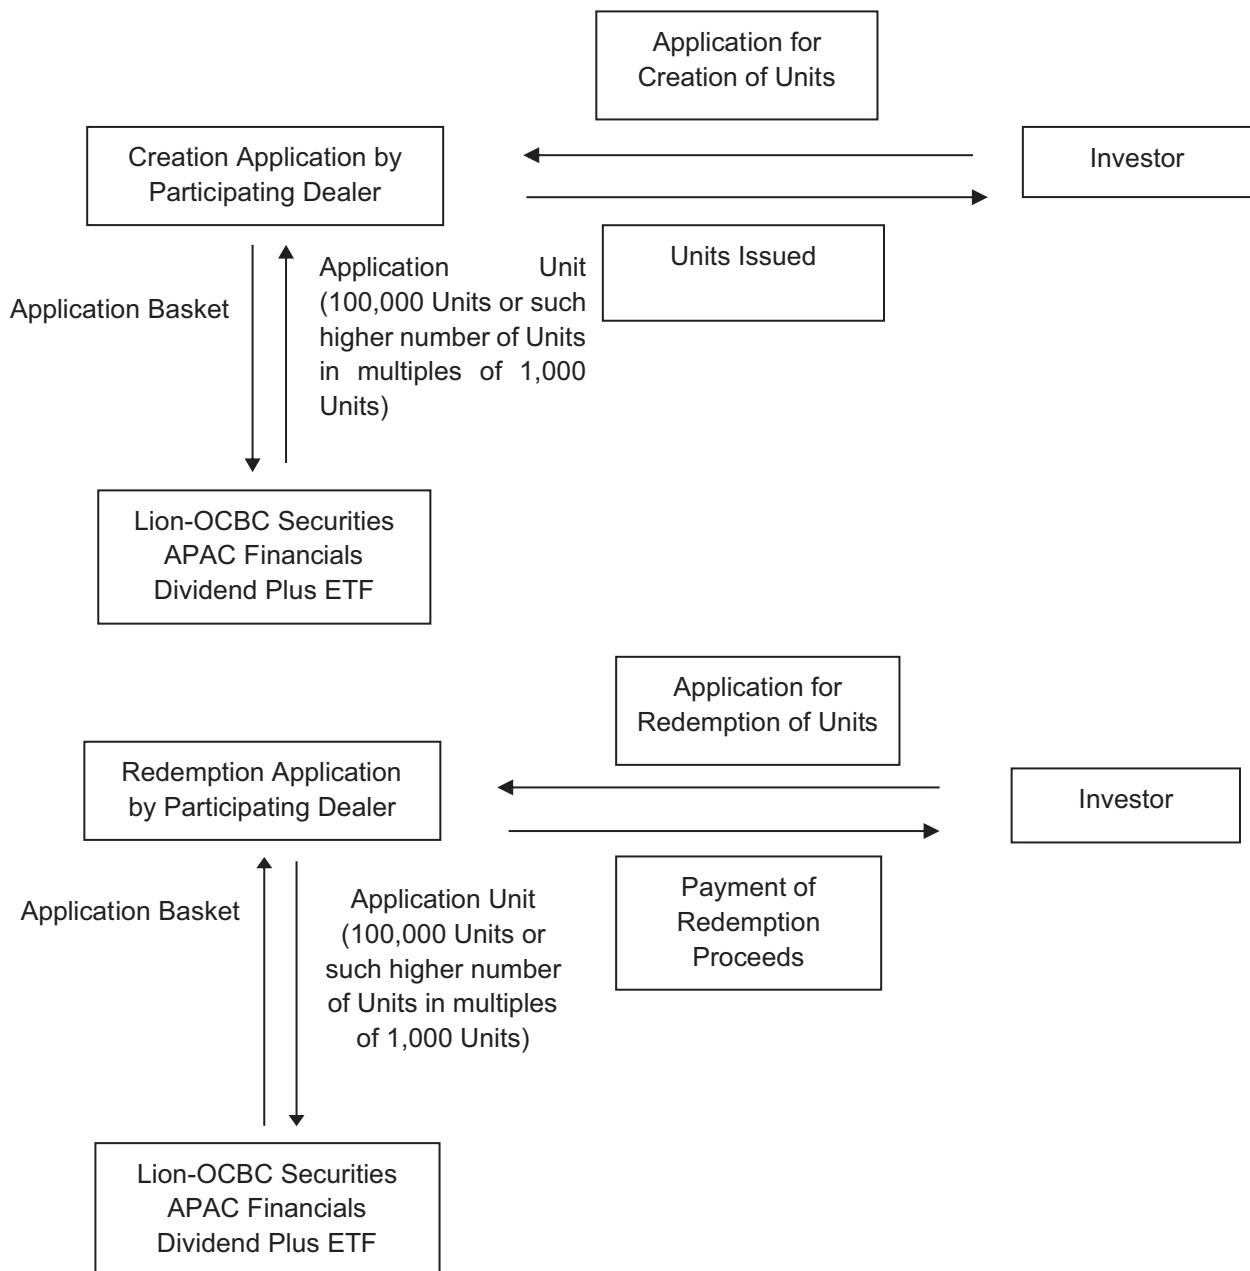 Application for
Creation of Units
Creation Application by
Participating Dealer
Investor
Units Issued
Application Basket
Application Unit
(100,000 Units or such
higher number of Units
in multiples of 1,000
Units)
Lion-OCBC Securities
APAC Financials
Dividend Plus ETF
Application for
Redemption of Units
Redemption Application
by Participating Dealer
Investor
Payment of
Redemption
Proceeds
Application Basket
Application Unit
(100,000 Units or
such higher number
of Units in multiples
of 1,000 Units)
Lion-OCBC Securities
APAC Financials
Dividend Plus ETF